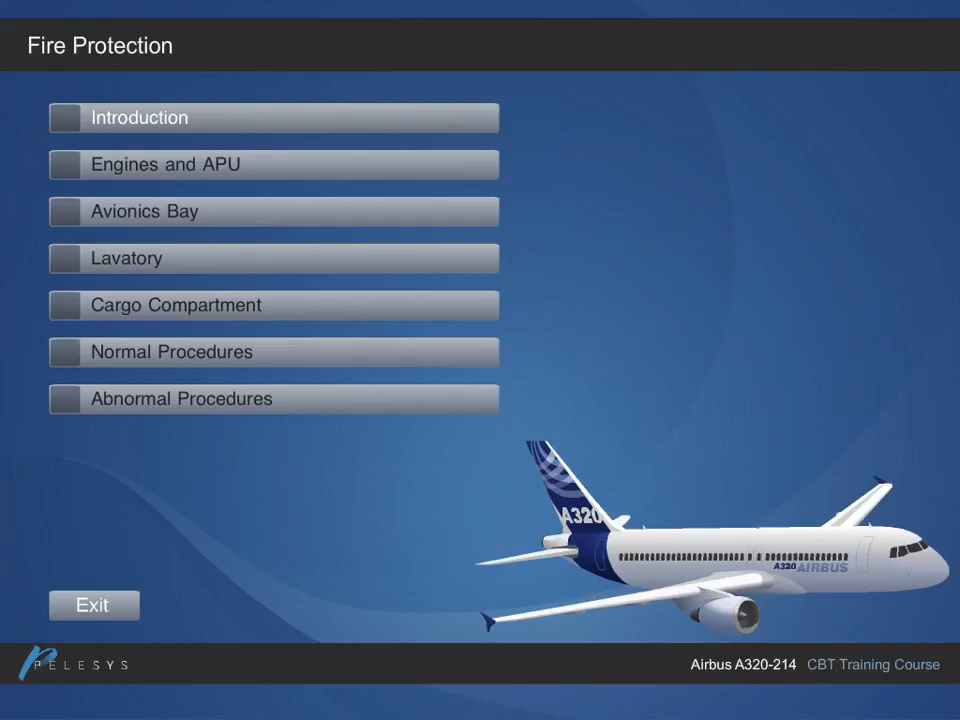 Fire Protection
Introduction
Engines and APU
Avionics Bay
Lavatory
Cargo Compartment
Normal Procedures
Abnormal Procedures
A320
A320 AIRBUS
Exit
PELESYS
Airbus A320-214 CBT Training Course